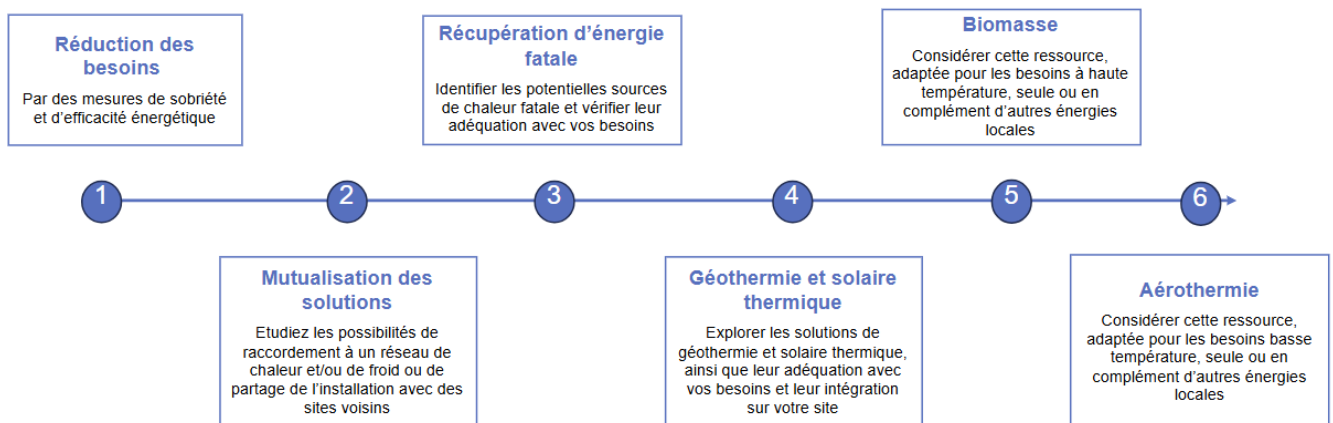 Réduction des
besoins
Par des mesures de sobriété
et d’efficacité énergétique
1
Mutualisation des
solutions
Etudiez les possibilités de
raccordement à un réseau de
chaleur et/ou de froid ou de
partage de l’installation avec des
sites voisins
2
Récupération d’énergie
fatale
Identifier les potentielles sources
de chaleur fatale et vérifier leur
adéquation avec vos besoins
3
Géothermie et solaire
thermique
Explorer les solutions de
géothermie et solaire thermique,
ainsi que leur adéquation avec
vos besoins et leur intégration
sur votre site
4
Biomasse
Considérer cette ressource,
adaptée pour les besoins à haute
température, seule ou en
complément d’autres énergies
locales
5
Aérothermie
Considérer cette ressource,
adaptée pour les besoins basse
température, seule ou en
complément d’autres énergies
locales
6